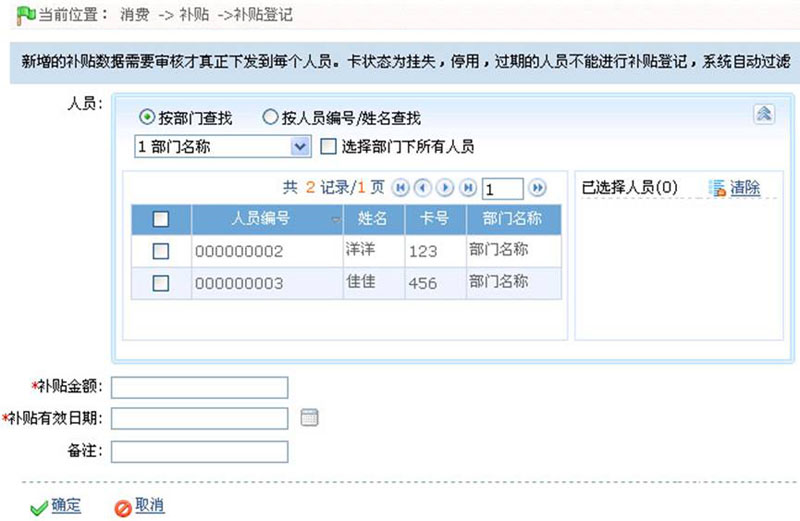 当前位置： 消费 -> 补贴 ->补贴登记
新增的补贴数据需要审核才真正下发到每个人员。卡状态为挂失，停用，过期的人员不能进行补贴登记，系统自动过滤
人员:
按部门查找 按人员编号/姓名查找
1 部门名称 选择部门下所有人员
共 2 记录/1 页 1
已选择人员(0) 清除
人员编号 姓名 卡号 部门名称
000000002 洋洋 123 部门名称
000000003 佳佳 456 部门名称
*补贴金额:
*补贴有效日期:
备注:
确定 取消